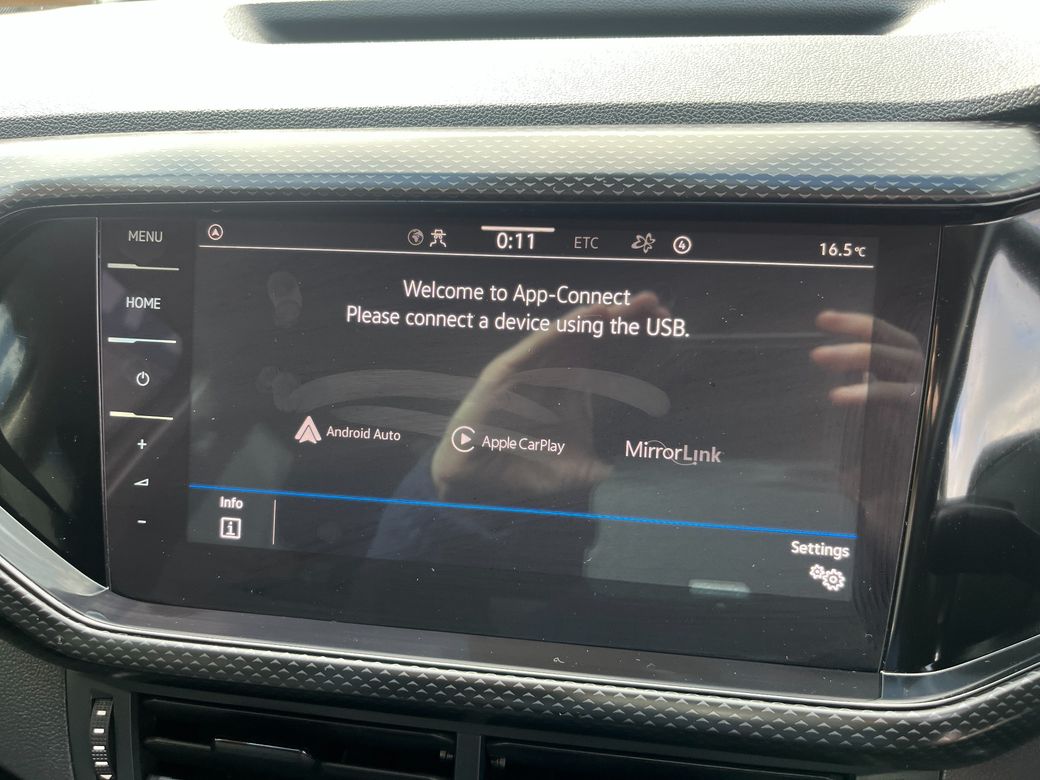 MENU
0:11
ETC
4
16.5°C
HOME
Welcome to App-Connect
Please connect a device using the USB.
+
Android Auto
Apple CarPlay
MirrorLink
-
Info
i
Settings